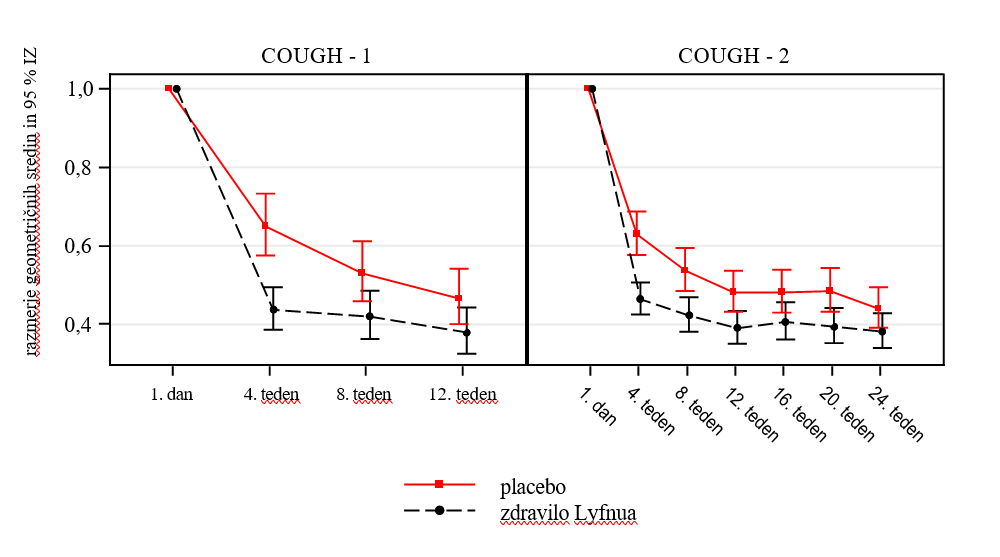 COUGH - 1
COUGH - 2
razmerje geometričnih sredin in 95 % IZ
1,0
0,8
0,6
0,4
1. dan
4. teden
8. teden
12. teden
1. dan
4. teden
8. teden
12. teden
16. teden
20. teden
24. teden
placebo
zdravilo Lyfnua